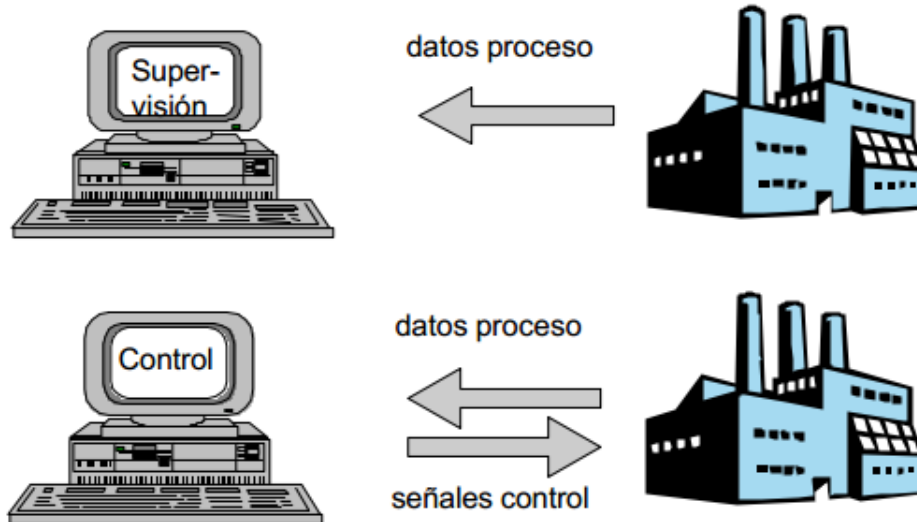 datos proceso
Super-
visión
datos proceso
Control
señales control